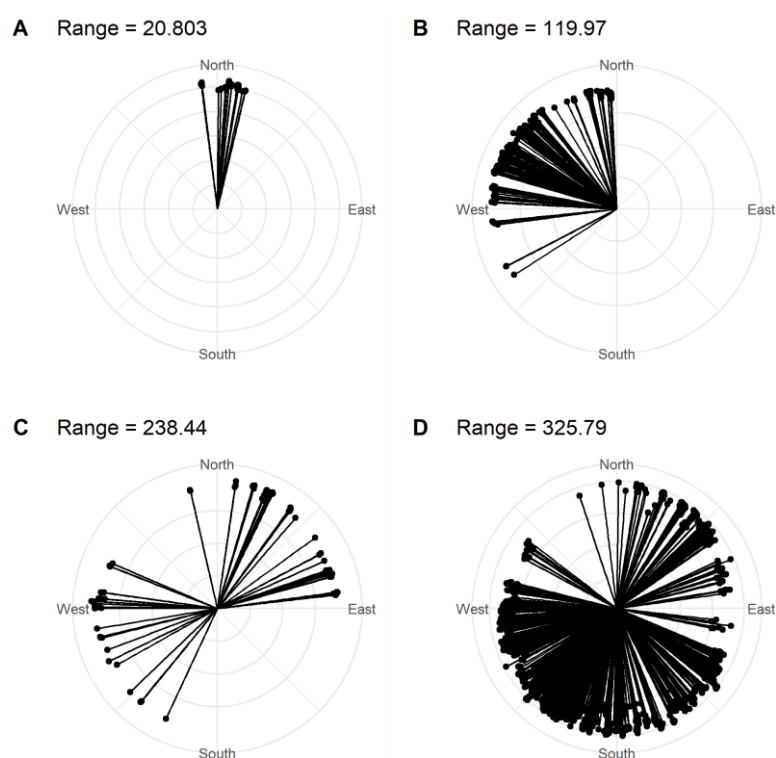 A Range = 20.803
North
West East
South
B Range = 119.97
North
West East
South
C Range = 238.44
North
West East
South
D Range = 325.79
North
West East
South